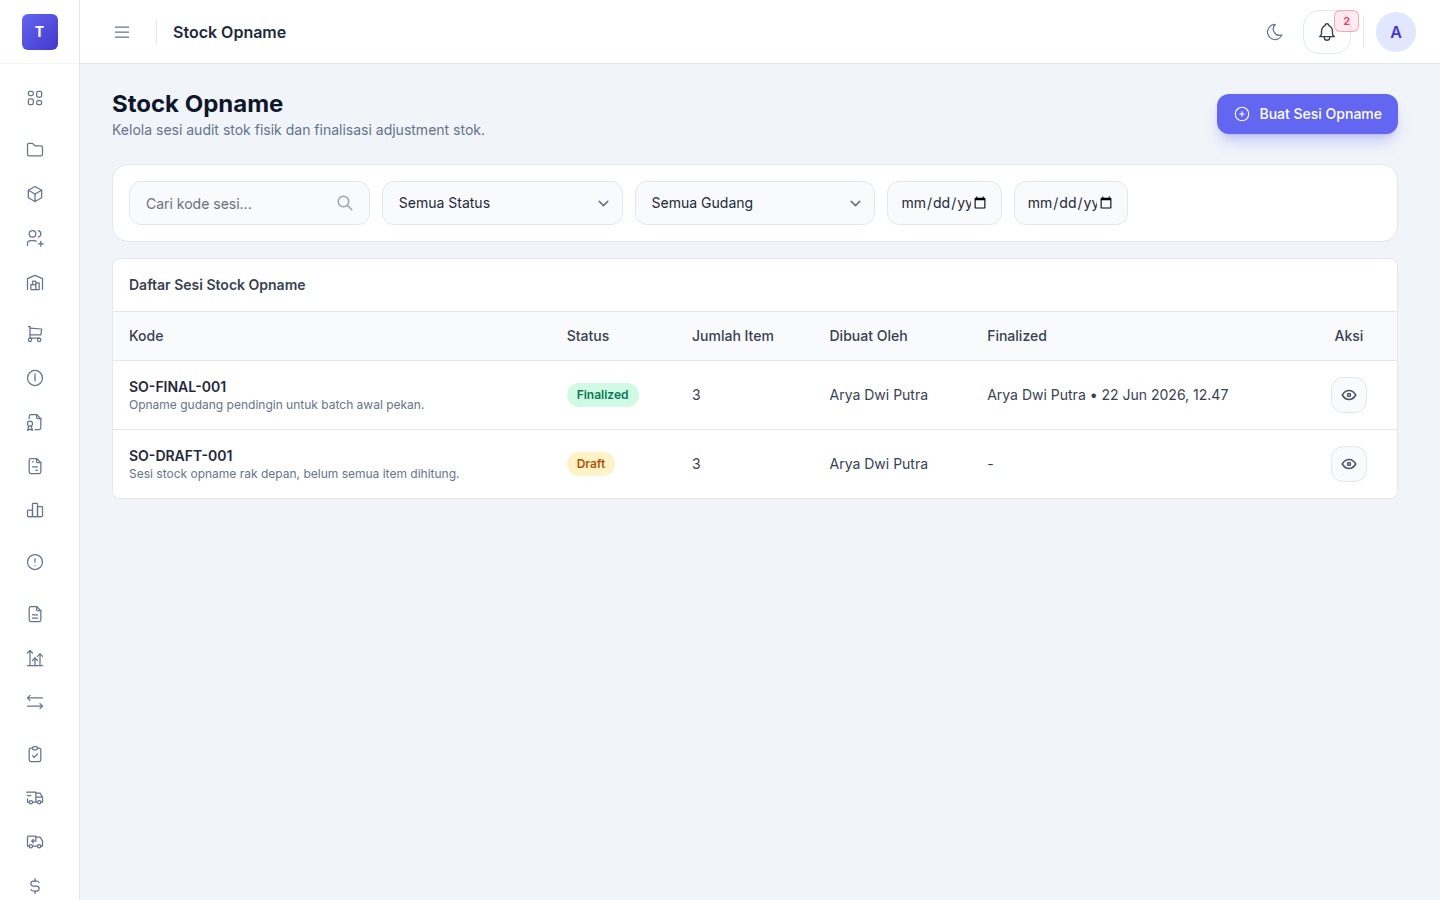 T
Stock Opname
2
A
Stock Opname
Kelola sesi audit stok fisik dan finalisasi adjustment stok.
Buat Sesi Opname
Cari kode sesi...
Semua Status
Semua Gudang
mm/dd/yy
mm/dd/yy
Daftar Sesi Stock Opname
Kode Status Jumlah Item Dibuat Oleh Finalized Aksi
SO-FINAL-001
Opname gudang pendingin untuk batch awal pekan.
Finalized
3
Arya Dwi Putra
Arya Dwi Putra • 22 Jun 2026, 12.47
SO-DRAFT-001
Sesi stock opname rak depan, belum semua item dihitung.
Draft
3
Arya Dwi Putra
-